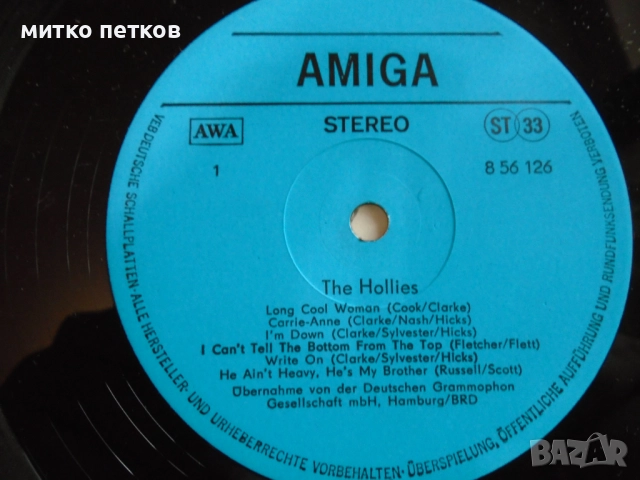 митко петков
AMIGA
AWA
STEREO
ST 33
1
8 56 126
The Hollies
Long Cool Woman (Cook/Clarke)
Carrie-Anne (Clarke/Nash/Hicks)
I'm Down (Clarke/Sylvester/Hicks)
I Can't Tell The Bottom From The Top (Fletcher/Flett)
Write On (Clarke/Sylvester/Hicks)
He Ain't Heavy, He's My Brother (Russell/Scott)
Übernahme von der Deutschen Grammophon
Gesellschaft mbH, Hamburg/BRD
VEB DEUTSCHE SCHALLPLATTEN · ALLE HERSTELLER- UND URHEBERRECHTE VORBEHALTEN · ÜBERSPIELUNG, ÖFFENTLICHE AUFFÜHRUNG UND RUNDFUNKSENDUNG VERBOTEN
BAZAR